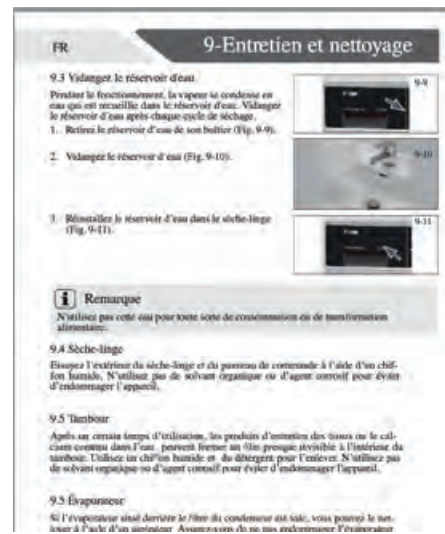 FR
9-Entretien et nettoyage
9.3 Vidangez le réservoir d'eau
Pendant le fonctionnement, la vapeur se condense en
eau qui est recueillie dans le réservoir d'eau. Vidangez
le réservoir d'eau après chaque cycle de séchage.
1. Retirez le réservoir d'eau de son boîtier (Fig. 9-9).
9-9
2. Vidangez le réservoir d'eau (Fig. 9-10).
9-10
3. Réinstallez le réservoir d'eau dans le sèche-linge
(Fig. 9-11).
9-11
i Remarque
N'utilisez pas cette eau pour toute sorte de consommation ou de transformation
alimentaire.
9.4 Sèche-linge
Essuyez l'extérieur du sèche-linge et du panneau de commande à l'aide d'un chif-
fon humide. N'utilisez pas de solvant organique ou d'agent corrosif pour éviter
d'endommager l'appareil.
9.5 Tambour
Après un certain temps d'utilisation, les produits d'entretien des tissus ou le cal-
cium contenu dans l'eau peuvent former un film presque invisible à l'intérieur du
tambour. Utilisez un chiffon humide et du détergent pour l'enlever. N'utilisez pas
de solvant organique ou d'agent corrosif pour éviter d'endommager l'appareil.
9.5 Évaporateur
Si l'évaporateur situé derrière le filtre du condenseur est sale, vous pouvez le net-
toyer à l'aide d'un aspirateur. Assurez-vous de ne pas endommager l'évaporateur